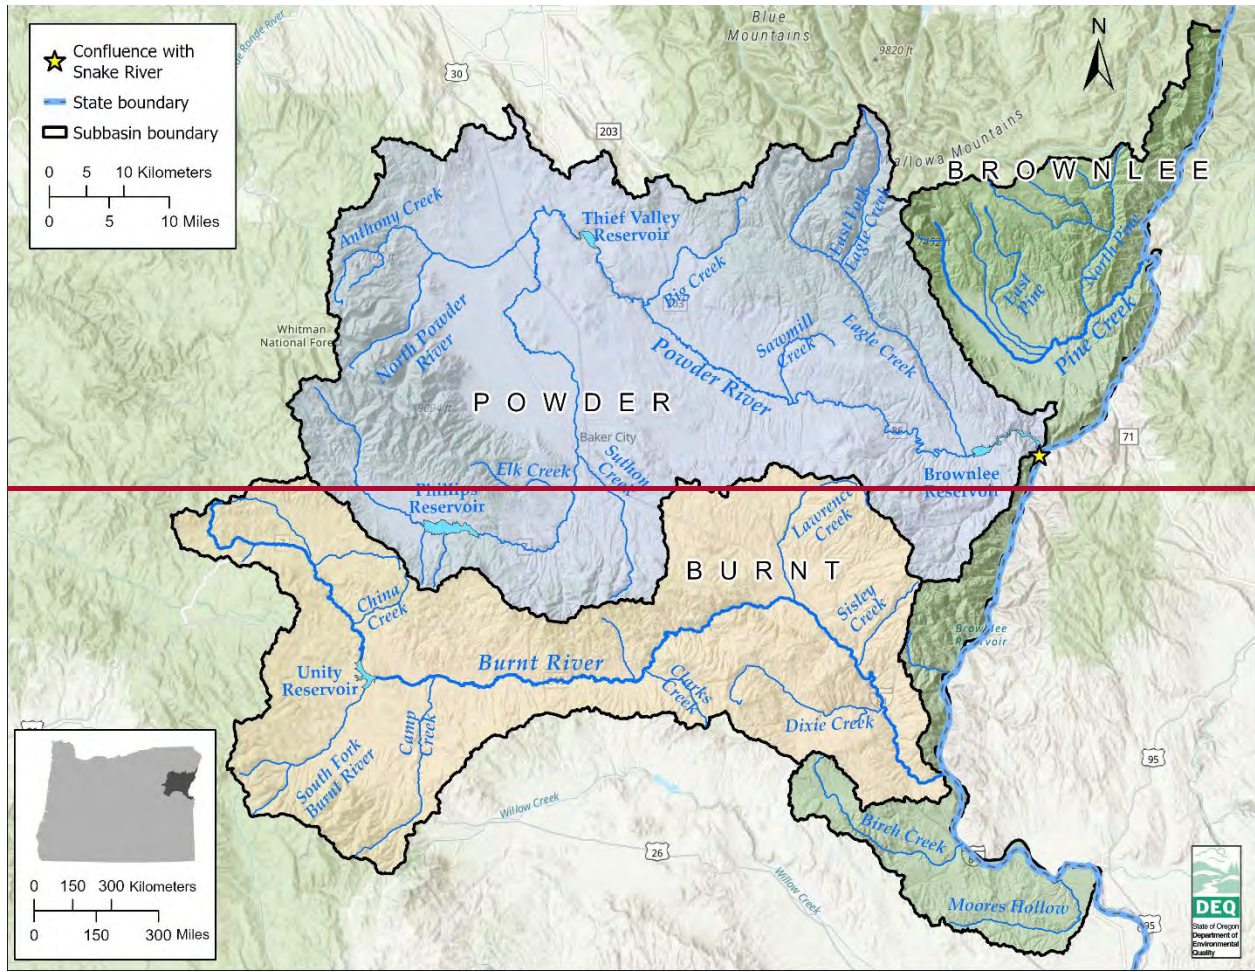 Confluence with
Snake River
State boundary
Subbasin boundary
0 5 10 Kilometers
0 5 10 Miles
Blue
Mountains
9820 ft
N
30
203
allowa Mountains
BROWNLEE
Anthony Creek
Thief Valley
Reservoir
East Fork
Eagle Creek
Big Creek
North Pine
East
Pine
Pine Creek
Whitman
National Fores
North Powder
River
Sawmill
Creek
Eagle Creek
Powder River
POWDER
Baker City
86
71
Elk Creek
Sutton
Creek
Brownlee
Reservoir
Phillips
Reservoir
7
Lawrence
Creek
BURNT
China
Creek
Sisley
Creek
Brownlee
Reservoir
Unity
Reservoir
Burnt River
Clarks
Creek
Dixie Creek
Camp
Creek
South Fork
Burnt River
95
Willow Creek
26
Birch Creek
Willow Creek
Moores Hollow
95
0 150 300 Kilometers
0 150 300 Miles
DEQ
State of Oregon
Department of
Environmental
Quality